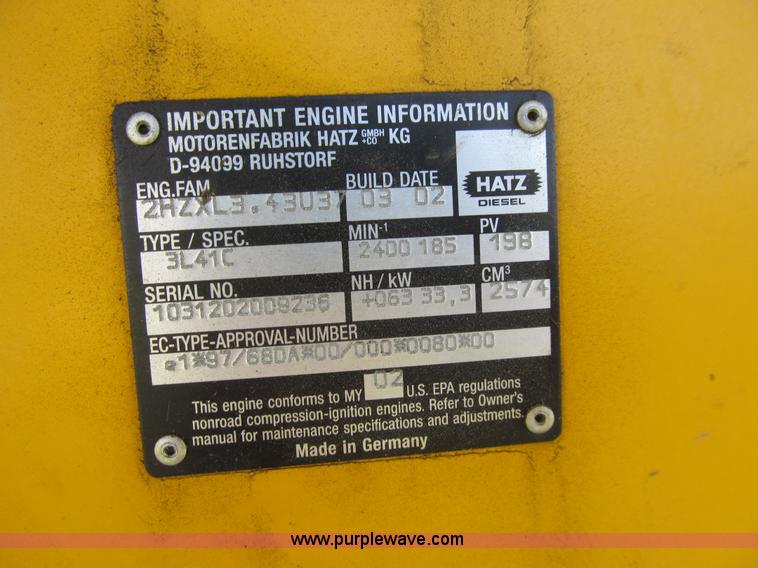 IMPORTANT ENGINE INFORMATION
MOTORENFABRIK HATZ GMBH +CO KG
D-94099 RUHSTORF
HATZ
DIESEL
ENG.FAM BUILD DATE
2HZXL3.43U37 03 02
TYPE / SPEC. MIN-1 PV
3L41C 2400 185 198
SERIAL NO. NH / kW CM³
1031202009236 +063 33,3 2574
EC-TYPE-APPROVAL-NUMBER
e1*97/68DA*00/000*0080*00
This engine conforms to MY 02 U.S. EPA regulations
nonroad compression-ignition engines. Refer to Owner's
manual for maintenance specifications and adjustments.
Made in Germany
www.purplewave.com